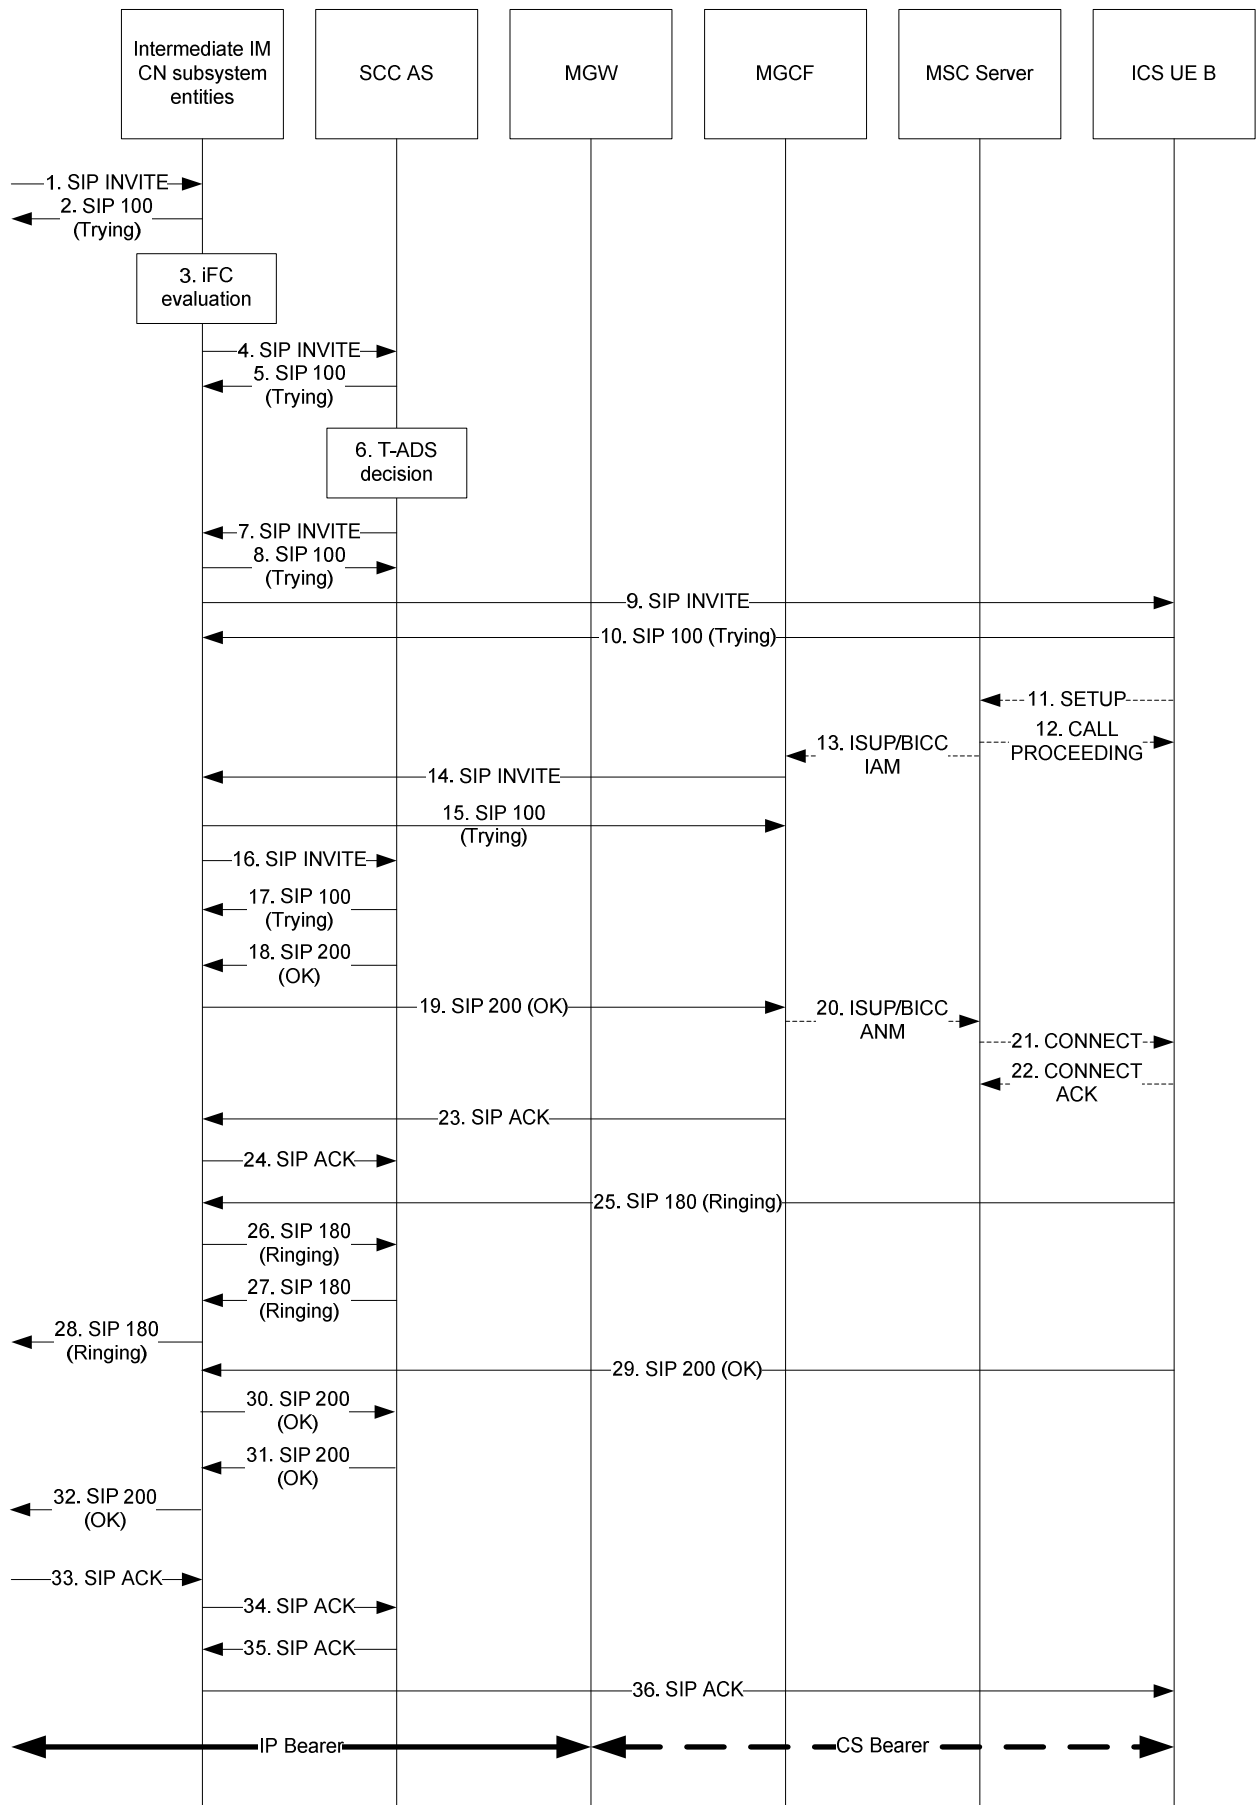 Intermediate IM
CN subsystem
entities
SCC AS
MGW
MGCF
MSC Server
ICS UE B
1. SIP INVITE
2. SIP 100
(Trying)
3. iFC
evaluation
4. SIP INVITE
5. SIP 100
(Trying)
6. T-ADS
decision
7. SIP INVITE
8. SIP 100
(Trying)
9. SIP INVITE
10. SIP 100 (Trying)
11. SETUP
12. CALL
PROCEEDING
13. ISUP/BICC
IAM
14. SIP INVITE
15. SIP 100
(Trying)
16. SIP INVITE
17. SIP 100
(Trying)
18. SIP 200
(OK)
19. SIP 200 (OK)
20. ISUP/BICC
ANM
21. CONNECT
22. CONNECT
ACK
23. SIP ACK
24. SIP ACK
25. SIP 180 (Ringing)
26. SIP 180
(Ringing)
27. SIP 180
(Ringing)
28. SIP 180
(Ringing)
29. SIP 200 (OK)
30. SIP 200
(OK)
31. SIP 200
(OK)
32. SIP 200
(OK)
33. SIP ACK
34. SIP ACK
35. SIP ACK
36. SIP ACK
IP Bearer
CS Bearer